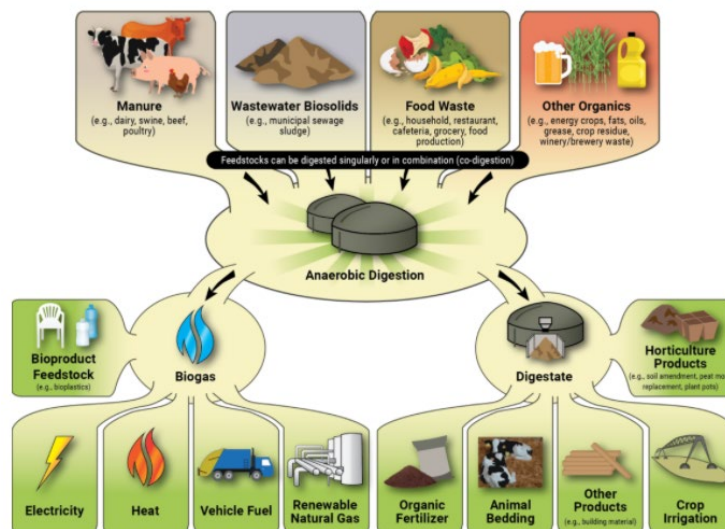 Manure
(e.g., dairy, swine, beef,
poultry)
Wastewater Biosolids
(e.g., municipal sewage
sludge)
Food Waste
(e.g., household, restaurant,
cafeteria, grocery, food
production)
Other Organics
(e.g., energy crops, fats, oils,
grease, crop residue,
winery/brewery waste)
Feedstocks can be digested singularly or in combination (co-digestion)
Anaerobic Digestion
Bioproduct
Feedstock
(e.g., bioplastics)
Biogas
Digestate
Horticulture
Products
(e.g., soil amendment, peat mo
replacement, plant pots)
Electricity
Heat
Vehicle Fuel
Renewable
Natural Gas
Organic
Fertilizer
Animal
Bedding
Other
Products
(e.g., building material)
Crop
Irrigation